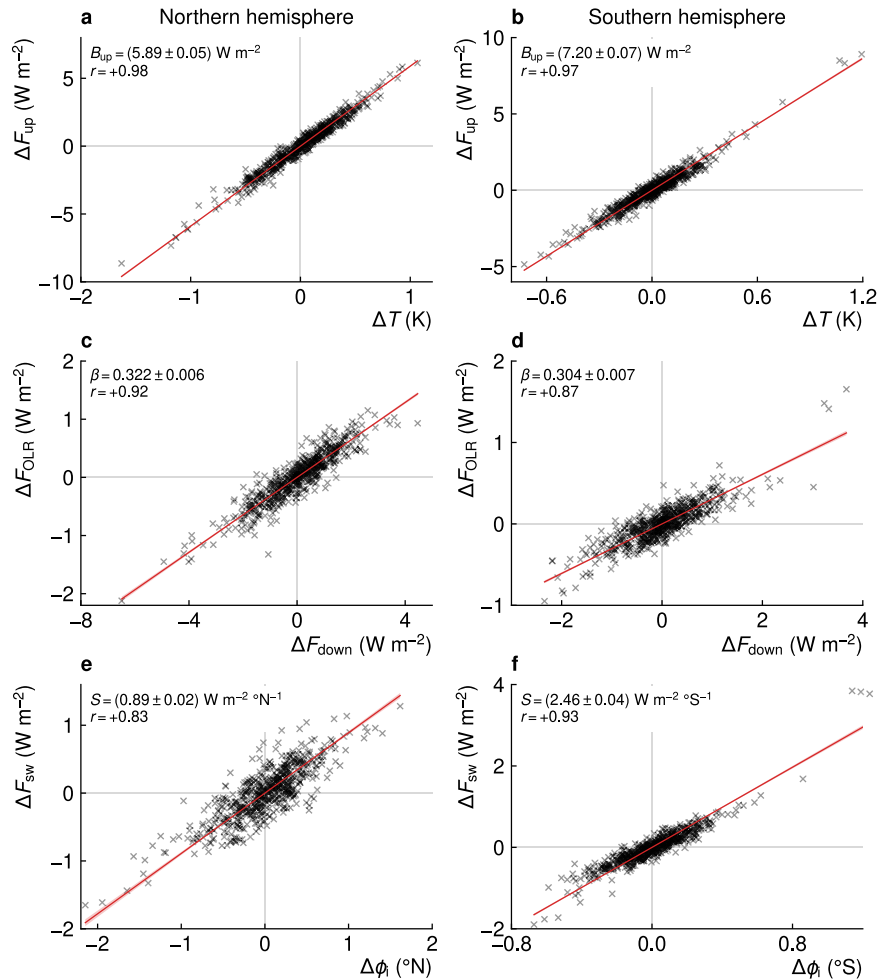 Northern hemisphere
Southern hemisphere
a
B_up = (5.89 ± 0.05) W m⁻²
r = +0.98
ΔF_up (W m⁻²)
5
0
−5
−10
−2
−1
0
1
ΔT (K)
b
B_up = (7.20 ± 0.07) W m⁻²
r = +0.97
ΔF_up (W m⁻²)
10
5
0
−5
−0.6
0.0
0.6
1.2
ΔT (K)
c
β = 0.322 ± 0.006
r = +0.92
ΔF_OLR (W m⁻²)
2
1
0
−1
−2
−8
−4
0
4
ΔF_down (W m⁻²)
d
β = 0.304 ± 0.007
r = +0.87
ΔF_OLR (W m⁻²)
2
1
0
−1
−2
0
2
4
ΔF_down (W m⁻²)
e
S = (0.89 ± 0.02) W m⁻² °N⁻¹
r = +0.83
ΔF_sw (W m⁻²)
1
0
−1
−2
−2
−1
0
1
2
Δϕ_i (°N)
f
S = (2.46 ± 0.04) W m⁻² °S⁻¹
r = +0.93
ΔF_sw (W m⁻²)
4
2
0
−2
−0.8
0.0
0.8
Δϕ_i (°S)